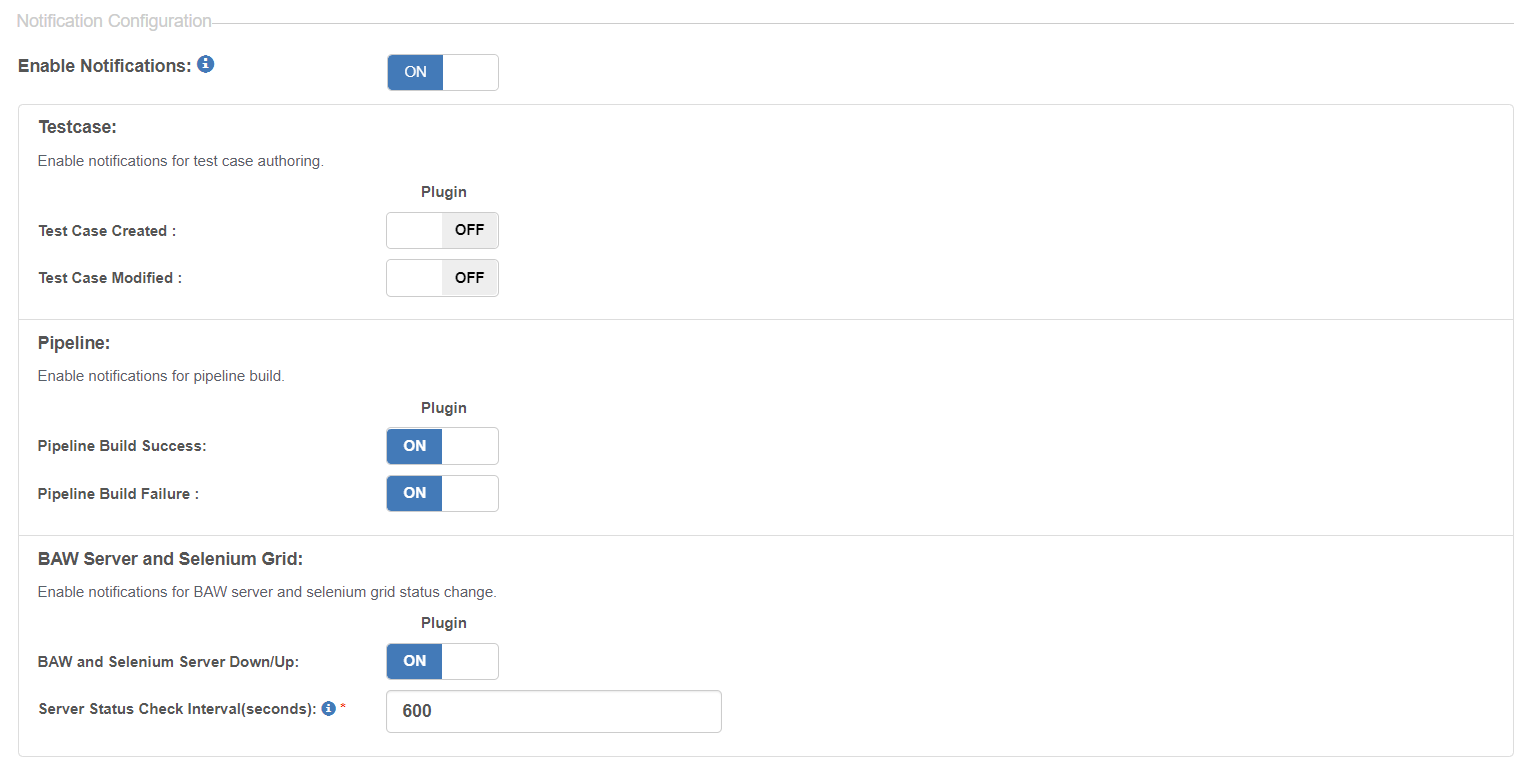 Notification Configuration
Enable Notifications: ON
Testcase:
Enable notifications for test case authoring.
Plugin
Test Case Created : OFF
Test Case Modified : OFF
Pipeline:
Enable notifications for pipeline build.
Plugin
Pipeline Build Success: ON
Pipeline Build Failure : ON
BAW Server and Selenium Grid:
Enable notifications for BAW server and selenium grid status change.
Plugin
BAW and Selenium Server Down/Up: ON
Server Status Check Interval(seconds): * 600